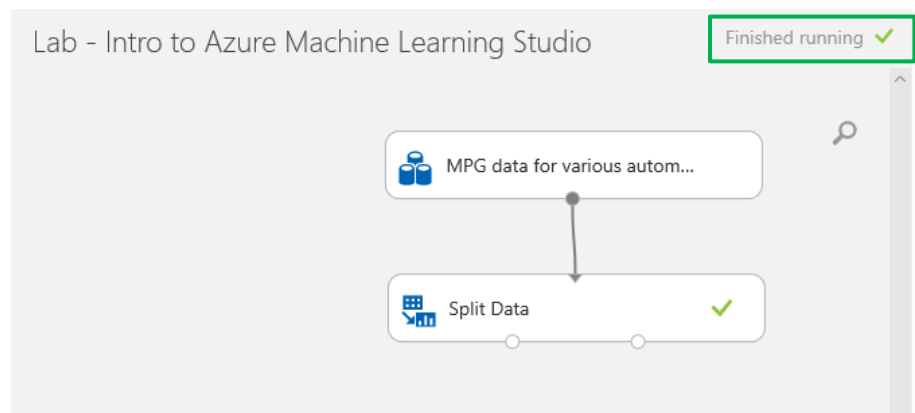 Lab - Intro to Azure Machine Learning Studio
Finished running
MPG data for various autom...
Split Data